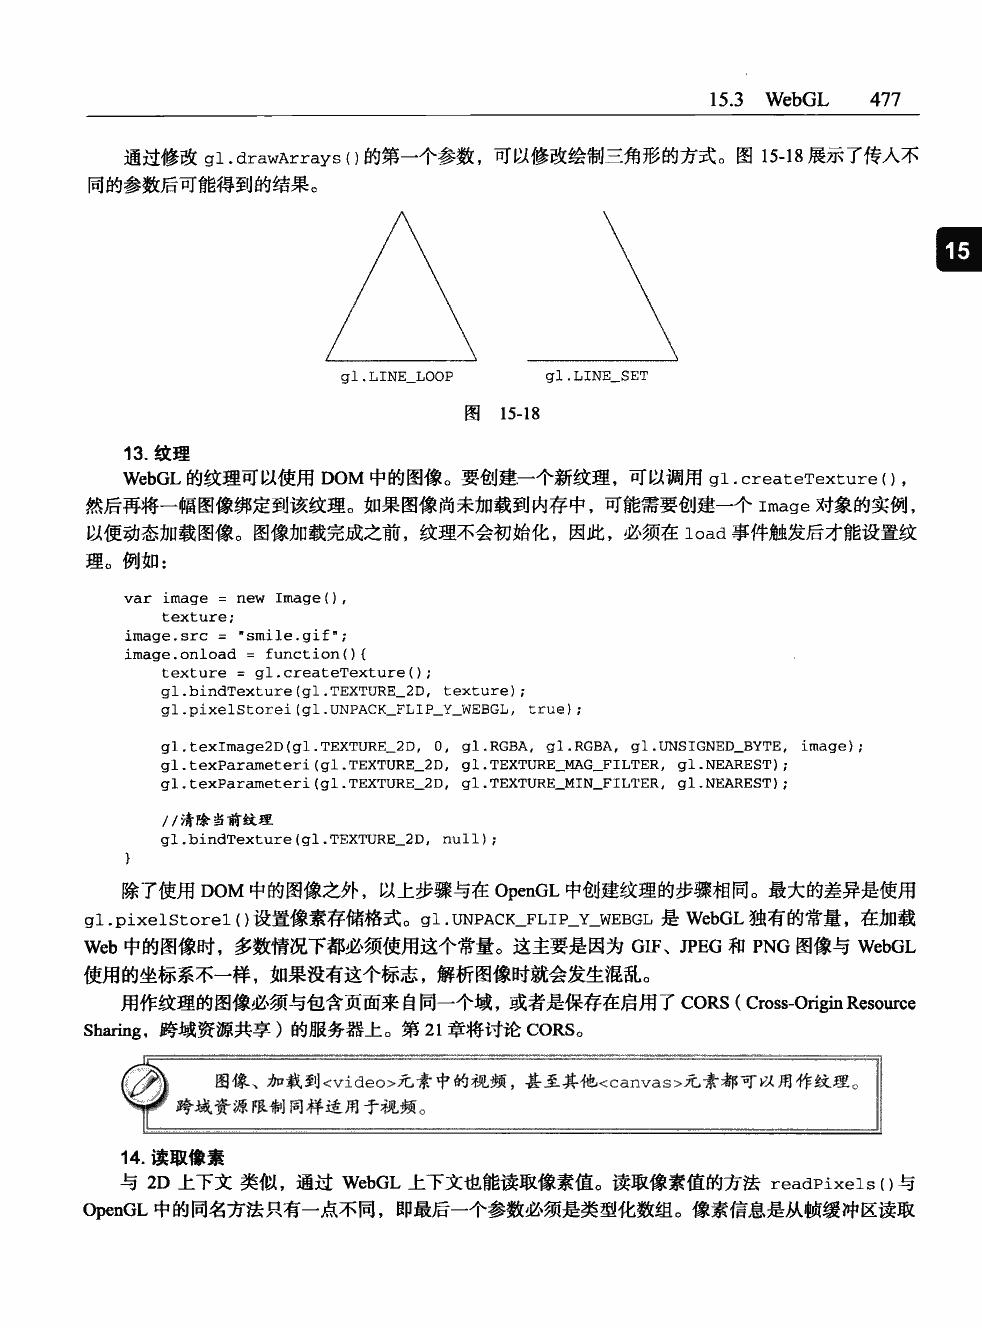 15.3 WebGL 477
通过修改 gl.drawArrays()的第一个参数，可以修改绘制三角形的方式。图 15-18 展示了传入不
同的参数后可能得到的结果。
15
gl.LINE_LOOP gl.LINE_SET
图 15-18
13. 纹理
WebGL 的纹理可以使用 DOM 中的图像。要创建一个新纹理，可以调用 gl.createTexture()，
然后再将一幅图像绑定到该纹理。如果图像尚未加载到内存中，可能需要创建一个 Image 对象的实例，
以便动态加载图像。图像加载完成之前，纹理不会初始化，因此，必须在 load 事件触发后才能设置纹
理。例如：
var image = new Image(),
    texture;
image.src = "smile.gif";
image.onload = function(){
    texture = gl.createTexture();
    gl.bindTexture(gl.TEXTURE_2D, texture);
    gl.pixelStorei(gl.UNPACK_FLIP_Y_WEBGL, true);
    gl.texImage2D(gl.TEXTURE_2D, 0, gl.RGBA, gl.RGBA, gl.UNSIGNED_BYTE, image);
    gl.texParameteri(gl.TEXTURE_2D, gl.TEXTURE_MAG_FILTER, gl.NEAREST);
    gl.texParameteri(gl.TEXTURE_2D, gl.TEXTURE_MIN_FILTER, gl.NEAREST);
    //清除当前纹理
    gl.bindTexture(gl.TEXTURE_2D, null);
}
除了使用 DOM 中的图像之外，以上步骤与在 OpenGL 中创建纹理的步骤相同。最大的差异是使用
gl.pixelStorel()设置像素存储格式。gl.UNPACK_FLIP_Y_WEBGL 是 WebGL 独有的常量，在加载
Web 中的图像时，多数情况下都必须使用这个常量。这主要是因为 GIF、JPEG 和 PNG 图像与 WebGL
使用的坐标系不一样，如果没有这个标志，解析图像时就会发生混乱。
用作纹理的图像必须与包含页面来自同一个域，或者是保存在启用了 CORS（Cross-Origin Resource
Sharing，跨域资源共享）的服务器上。第 21 章将讨论 CORS。
图像、加载到<video>元素中的视频，甚至其他<canvas>元素都可以用作纹理。
跨域资源限制同样适用于视频。
14. 读取像素
与 2D 上下文 类似，通过 WebGL 上下文也能读取像素值。读取像素值的方法 readPixels()与
OpenGL 中的同名方法只有一点不同，即最后一个参数必须是类型化数组。像素信息是从帧缓冲区读取